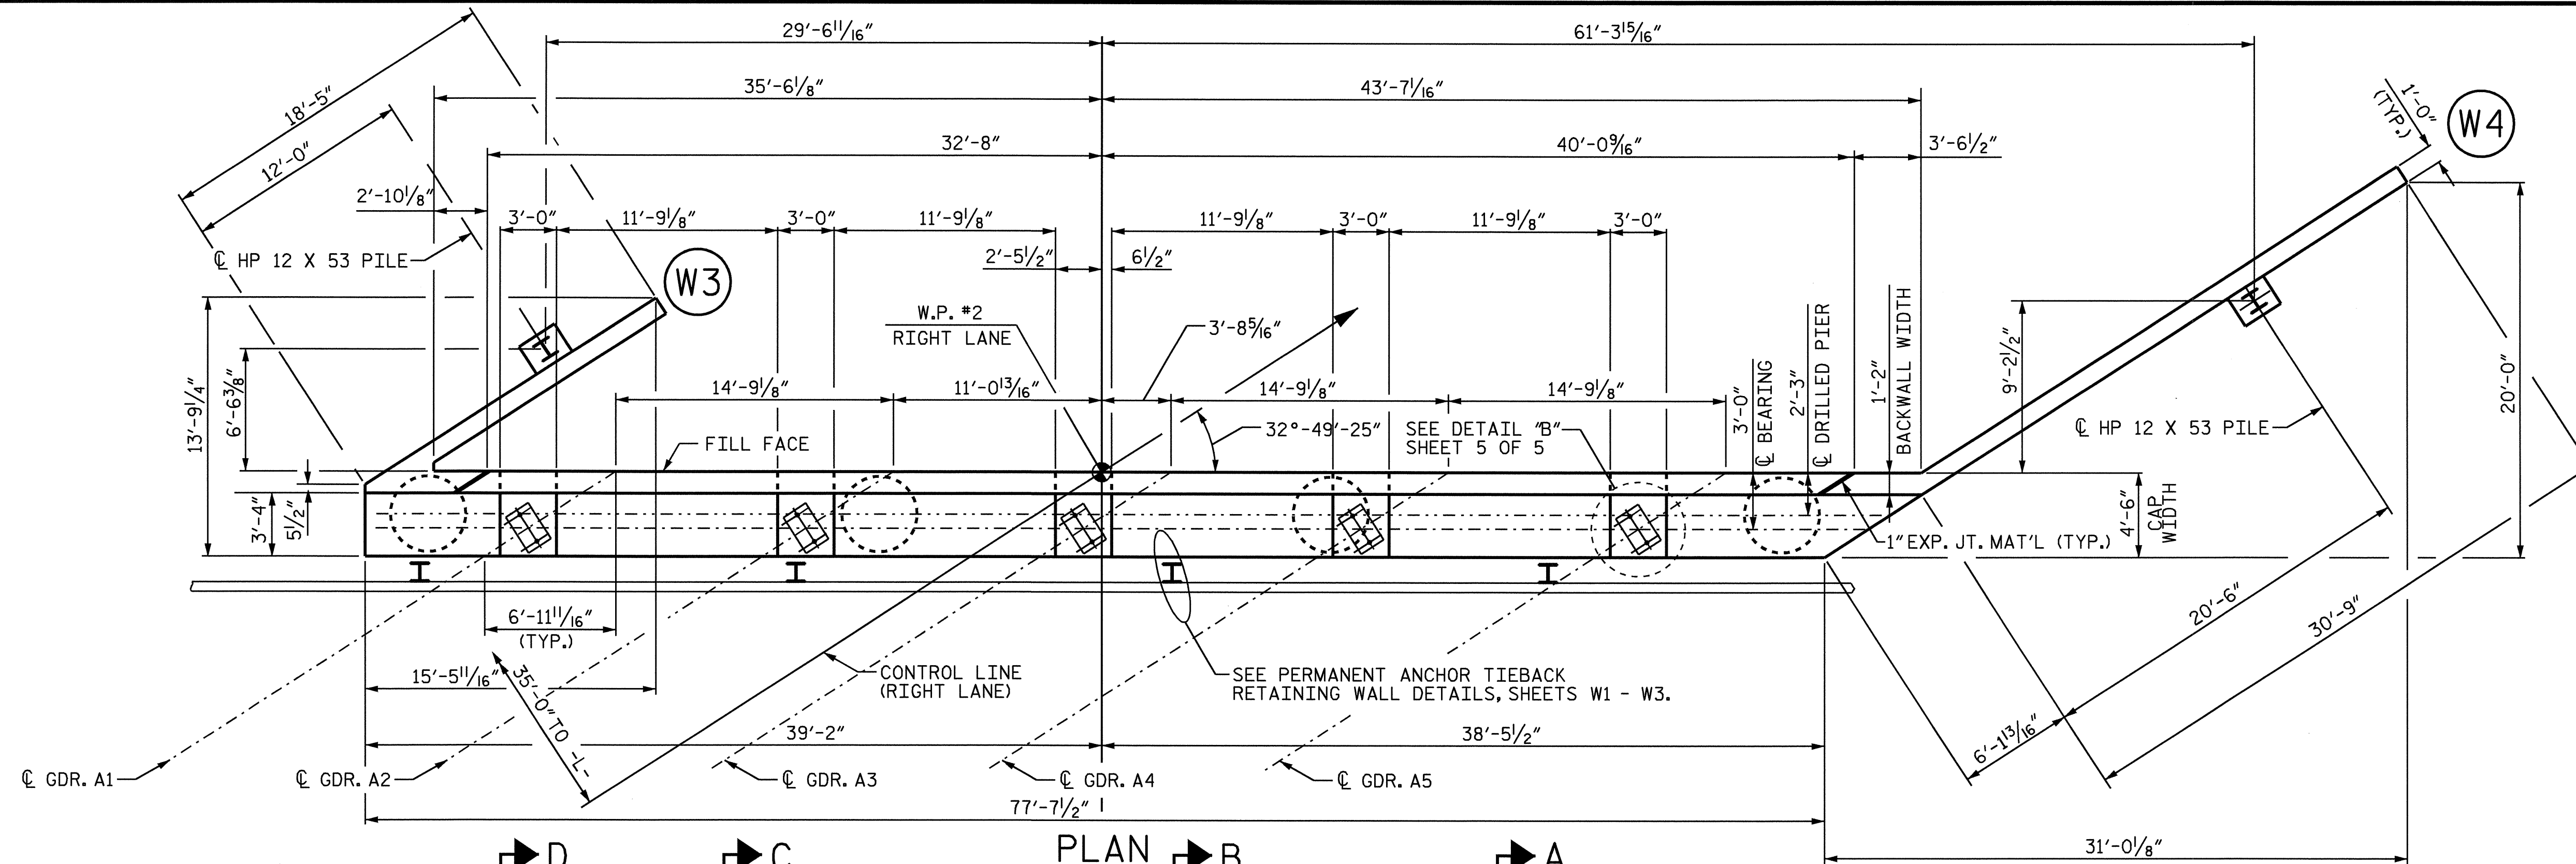 29'-6 11/16"
61'-3 15/16"
35'-6 1/8"
43'-7 1/16"
18'-5"
12'-0"
32'-8"
40'-0 9/16"
3'-6 1/2"
1'-0"
(TYP.)
W4
2'-10 1/8"
3'-0"
11'-9 1/8"
3'-0"
11'-9 1/8"
11'-9 1/8"
3'-0"
11'-9 1/8"
3'-0"
℄ HP 12 X 53 PILE
2'-5 1/2"
6 1/2"
W3
W.P. #2
RIGHT LANE
3'-8 5/16"
13'-9 1/4"
6'-6 3/8"
14'-9 1/8"
11'-0 13/16"
14'-9 1/8"
14'-9 1/8"
3'-0"
℄ BEARING
2'-3"
℄ DRILLED PIER
1'-2"
BACKWALL WIDTH
9'-2 1/2"
20'-0"
FILL FACE
32°-49'-25"
SEE DETAIL "B"
SHEET 5 OF 5
℄ HP 12 X 53 PILE
3'-4"
5 1/2"
4'-6"
CAP
WIDTH
1" EXP. JT. MAT'L (TYP.)
6'-11 11/16"
(TYP.)
15'-5 11/16"
35'-0" TO -L-
CONTROL LINE
(RIGHT LANE)
SEE PERMANENT ANCHOR TIEBACK
RETAINING WALL DETAILS, SHEETS W1 - W3.
20'-6"
30'-9"
6'-1 13/16"
39'-2"
38'-5 1/2"
℄ GDR. A1
℄ GDR. A2
℄ GDR. A3
℄ GDR. A4
℄ GDR. A5
77'-7 1/2"
31'-0 1/8"
PLAN
D
C
B
A